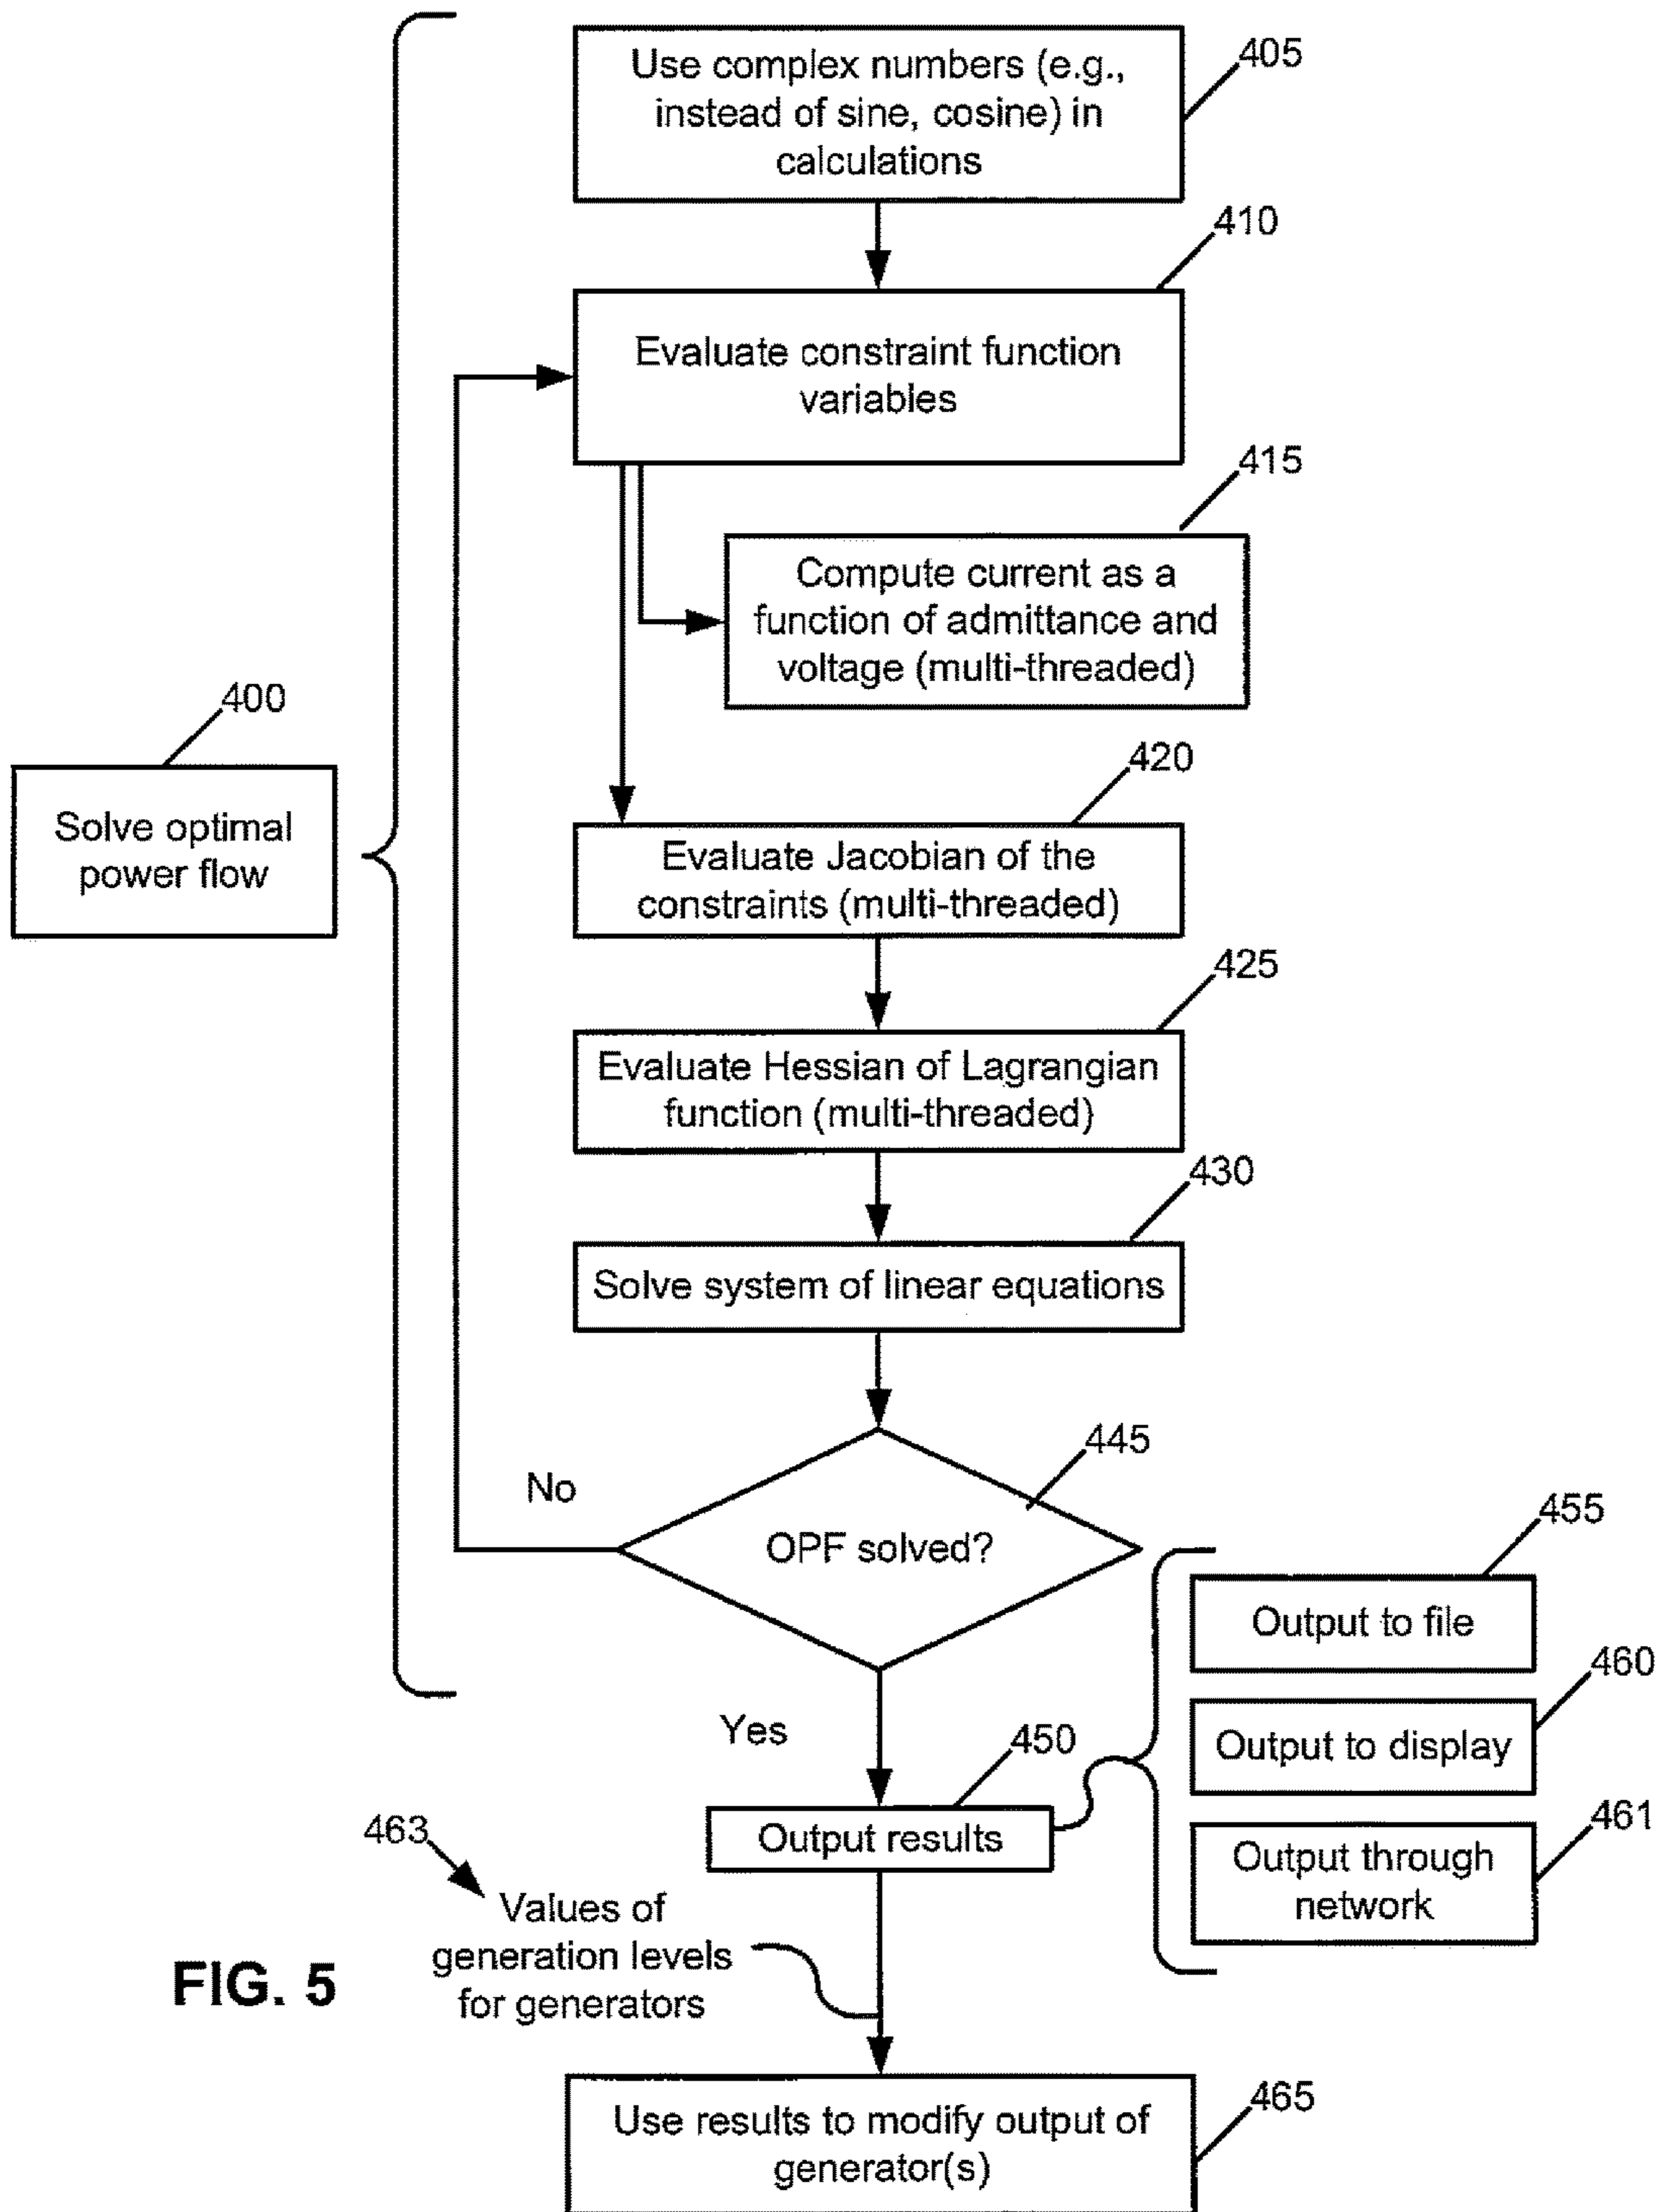 405
Use complex numbers (e.g.,
instead of sine, cosine) in
calculations
410
Evaluate constraint function
variables
415
Compute current as a
function of admittance and
voltage (multi-threaded)
400
Solve optimal
power flow
420
Evaluate Jacobian of the
constraints (multi-threaded)
425
Evaluate Hessian of Lagrangian
function (multi-threaded)
430
Solve system of linear equations
445
No
OPF solved?
455
Output to file
460
Output to display
461
Output through
network
Yes
450
Output results
463
Values of
generation levels
for generators
FIG. 5
465
Use results to modify output of
generator(s)